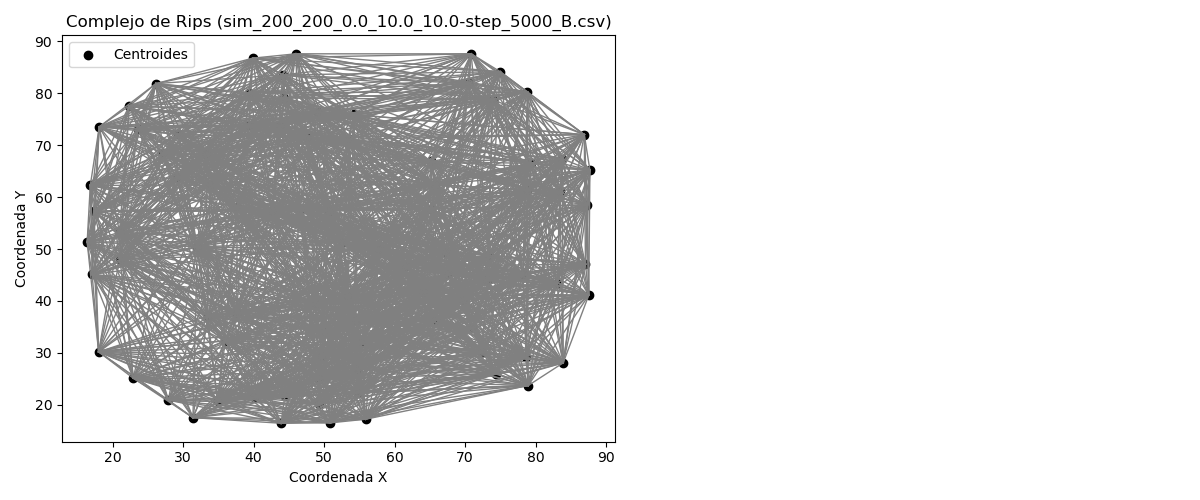 Complejo de Rips (sim_200_200_0.0_10.0_10.0-step_5000_B.csv)
Centroides
90
80
70
60
50
40
30
20
Coordenada Y
20 30 40 50 60 70 80 90
Coordenada X